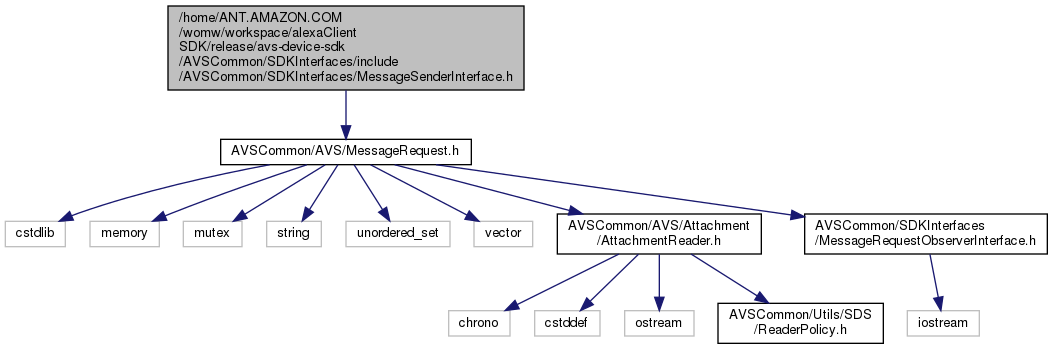 /home/ANT.AMAZON.COM
/womw/workspace/alexaClient
SDK/release/avs-device-sdk
/AVSCommon/SDKInterfaces/include
/AVSCommon/SDKInterfaces/MessageSenderInterface.h
AVSCommon/AVS/MessageRequest.h
cstdlib
memory
mutex
string
unordered_set
vector
AVSCommon/AVS/Attachment
/AttachmentReader.h
AVSCommon/SDKInterfaces
/MessageRequestObserverInterface.h
chrono
cstddef
ostream
AVSCommon/Utils/SDS
/ReaderPolicy.h
iostream